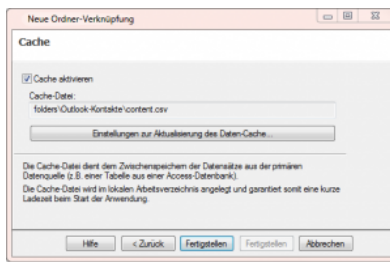 Neue Ordner-Verknüpfung
Cache
Cache aktivieren
Cache-Datei:
folders\Outlook-Kontakte\content.csv
Einstellungen zur Aktualisierung des Daten-Cache...
Die Cache-Datei dient dem Zwischenspeichern der Datensätze aus der primären
Datenquelle (z.B. einer Tabelle aus einer Access-Datenbank).
Die Cache-Datei wird im lokalen Arbeitsverzeichnis angelegt und garantiert somit eine kurze
Ladezeit beim Start der Anwendung.
Hilfe < Zurück Fertigstellen Fertigstellen Abbrechen